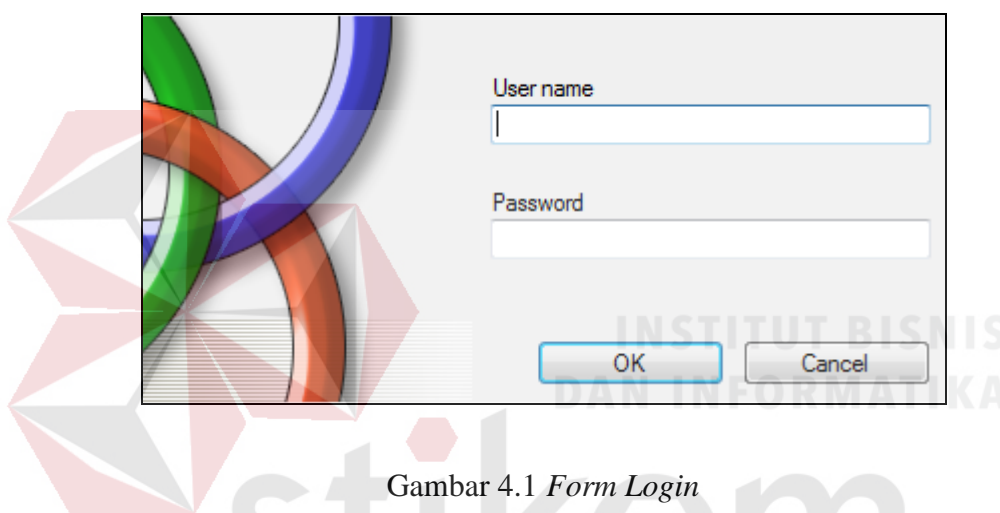 User name
Password
INSTITUT BISNIS
OK Cancel
DAN INFORMATIKA
Gambar 4.1 Form Login
stikom